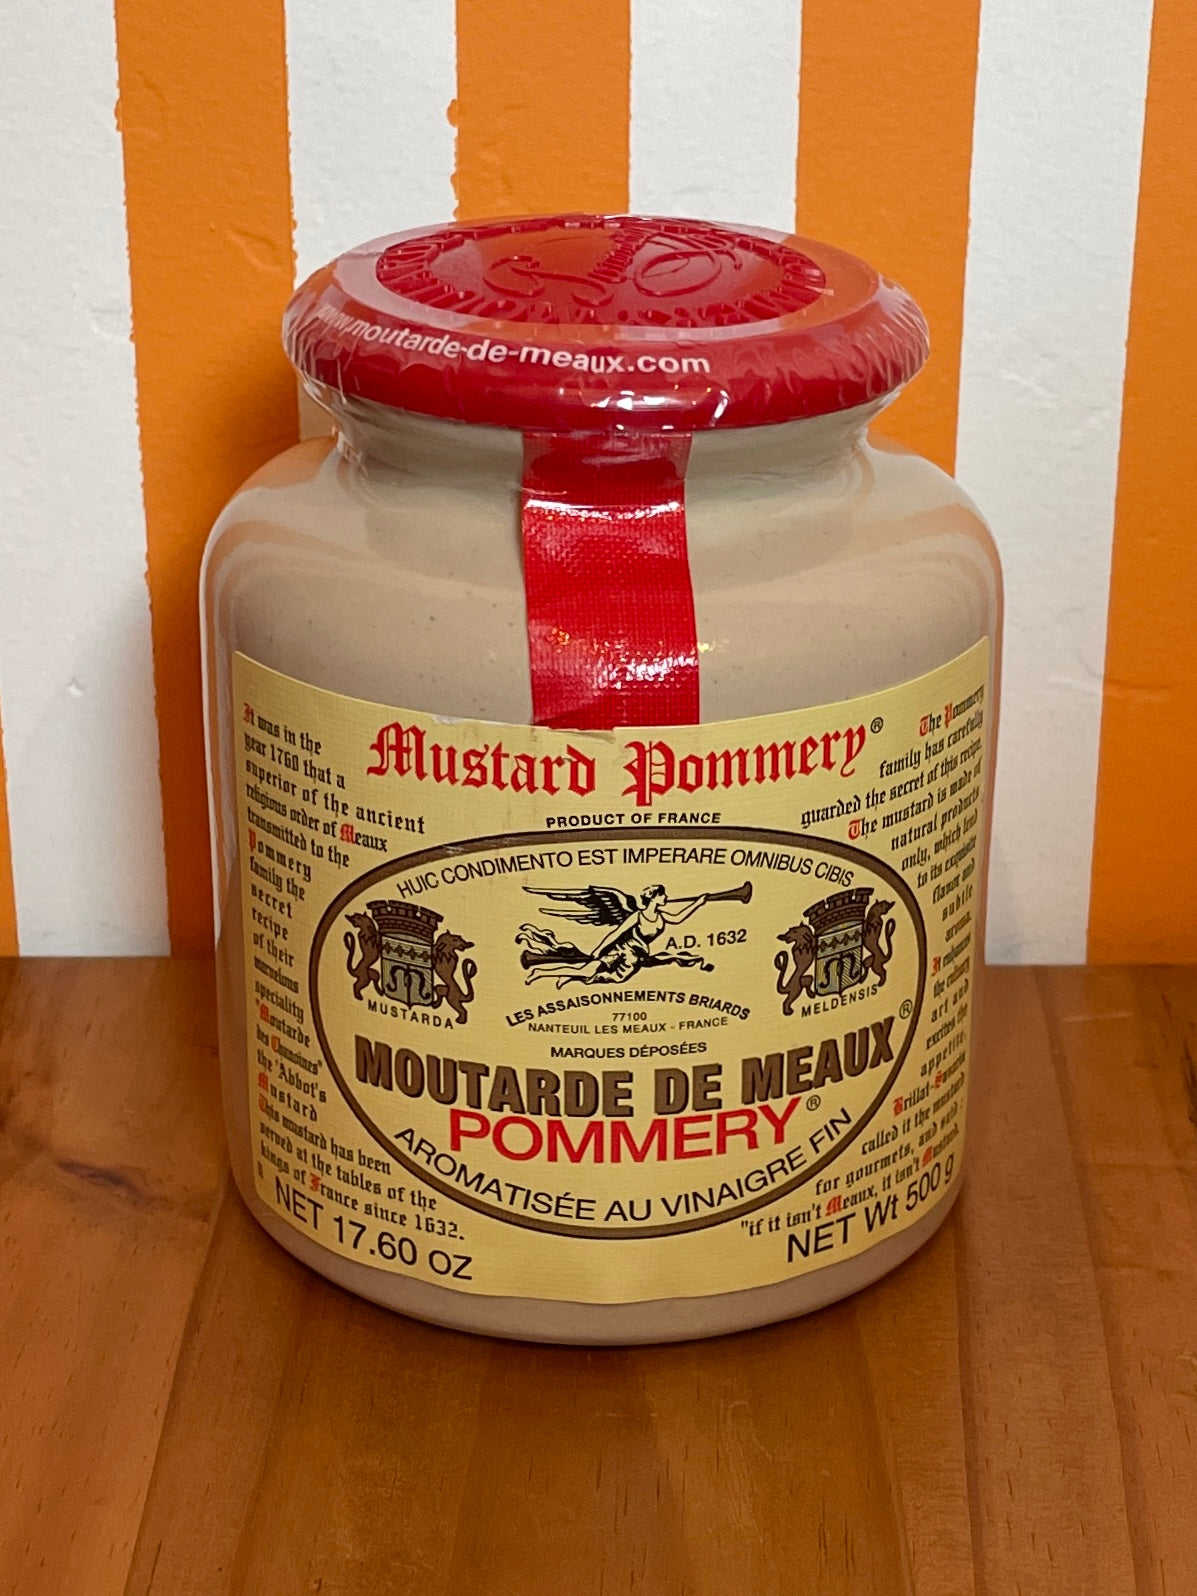 www.moutarde-de-meaux.com
Mustard Pommery®
PRODUCT OF FRANCE
It was in the
year 1760 that a
superior of the ancient
religious order of Meaux
transmitted to the
Pommery
family the
secret
recipe
of their
marvelous
speciality
"Moutarde
des Chanoines"
the 'Abbot's
Mustard
This mustard has been
served at the tables of the
kings of France since 1632.
NET 17.60 OZ
HUIC CONDIMENTO EST IMPERARE OMNIBUS CIBIS
A.D. 1632
MUSTARDA
MELDENSIS
LES ASSAISONNEMENTS BRIARDS
77100
NANTEUIL LES MEAUX - FRANCE
MARQUES DÉPOSÉES
MOUTARDE DE MEAUX®
POMMERY®
AROMATISÉE AU VINAIGRE FIN
The Pommery
family has carefully
guarded the secret of this recipe.
The mustard is made of
natural products
only, which lend
to its exquisite
flavor and
subtle
aroma.
It enhances
the culinary
art and
excites the
appetite.
Brillat-Savarin
called it the mustard
for gourmets, and said:
"if it isn't Meaux, it isn't Mustard.
NET Wt 500 g